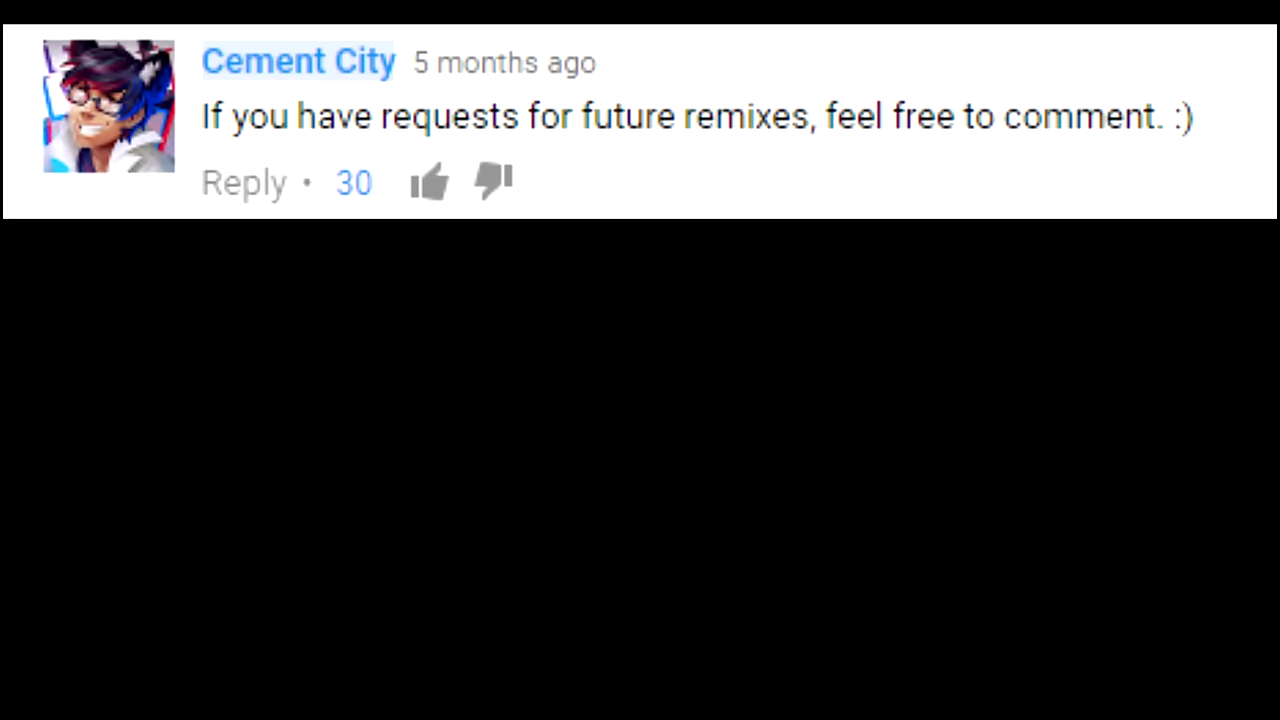 Cement City 5 months ago
If you have requests for future remixes, feel free to comment. :)
Reply • 30